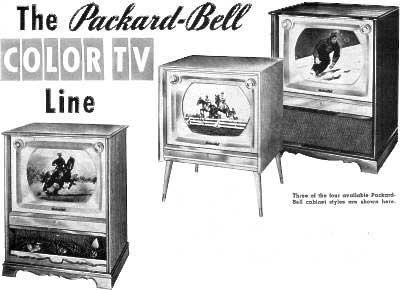 The Packard-Bell
COLOR TV
Line
Three of the four available Packard-
Bell cabinet styles are shown here.